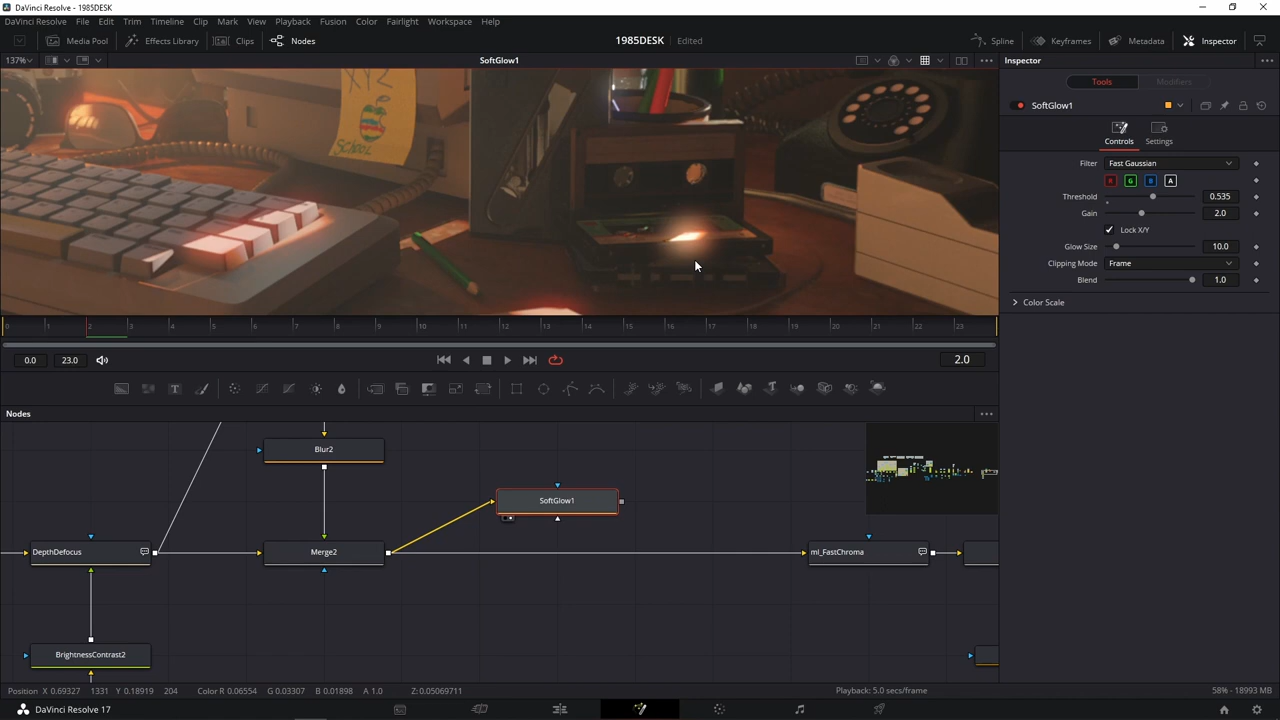 DaVinci Resolve - 1985DESK
DaVinci Resolve File Edit Trim Timeline Clip Mark View Playback Fusion Color Fairlight Workspace Help
Media Pool Effects Library Clips Nodes 1985DESK Edited Spline Keyframes Metadata Inspector
137% SoftGlow1 Inspector
Tools Modifiers
SoftGlow1
Controls Settings
Filter Fast Gaussian
R G B A
Threshold 0.535
Gain 2.0
Lock X/Y
Glow Size 10.0
Clipping Mode Frame
Blend 1.0
Color Scale
XYZ
School
0 1 2 3 4 5 6 7 8 9 10 11 12 13 14 15 16 17 18 19 20 21 22 23
0.0 23.0 2.0
Nodes
Blur2
SoftGlow1
DepthDefocus Merge2 ml_FastChroma
BrightnessContrast2
Position X 0.69327 1331 Y 0.18919 204 Color R 0.06554 G 0.03307 B 0.01898 A 1.0 Z:0.05069711 Playback: 5.0 secs/frame 58% - 18993 MB
DaVinci Resolve 17